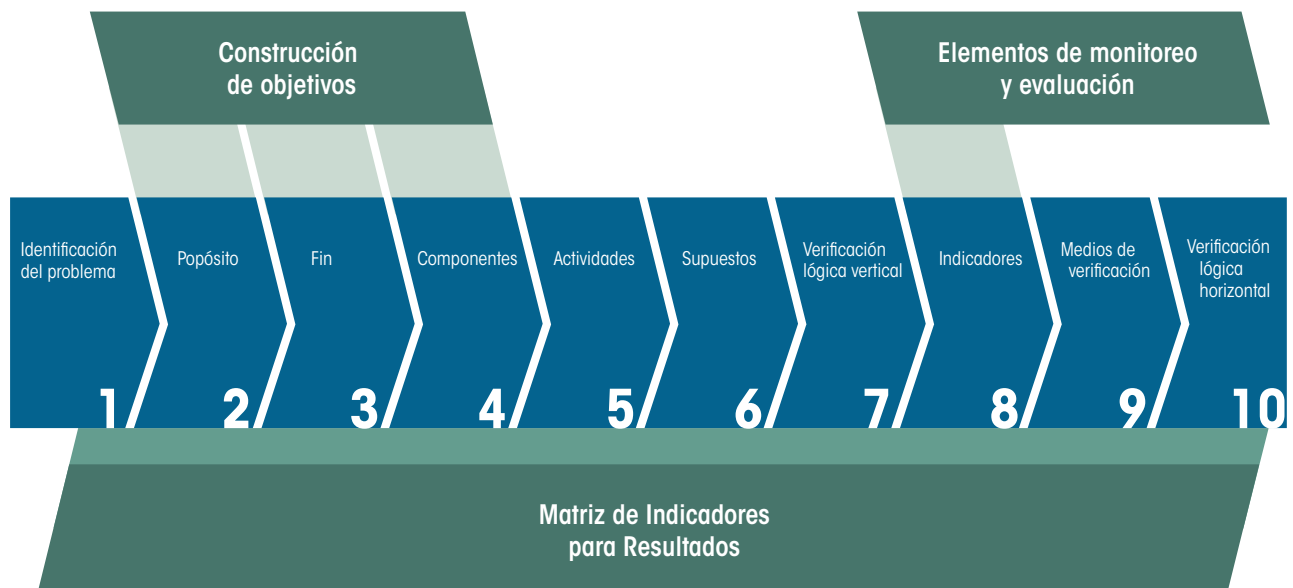 Construcción
de objetivos
Elementos de monitoreo
y evaluación
Identificación
del problema
1
Popósito
2
Fin
3
Componentes
4
Actividades
5
Supuestos
6
Verificación
lógica vertical
7
Indicadores
8
Medios de
verificación
9
Verificación
lógica
horizontal
10
Matriz de Indicadores
para Resultados